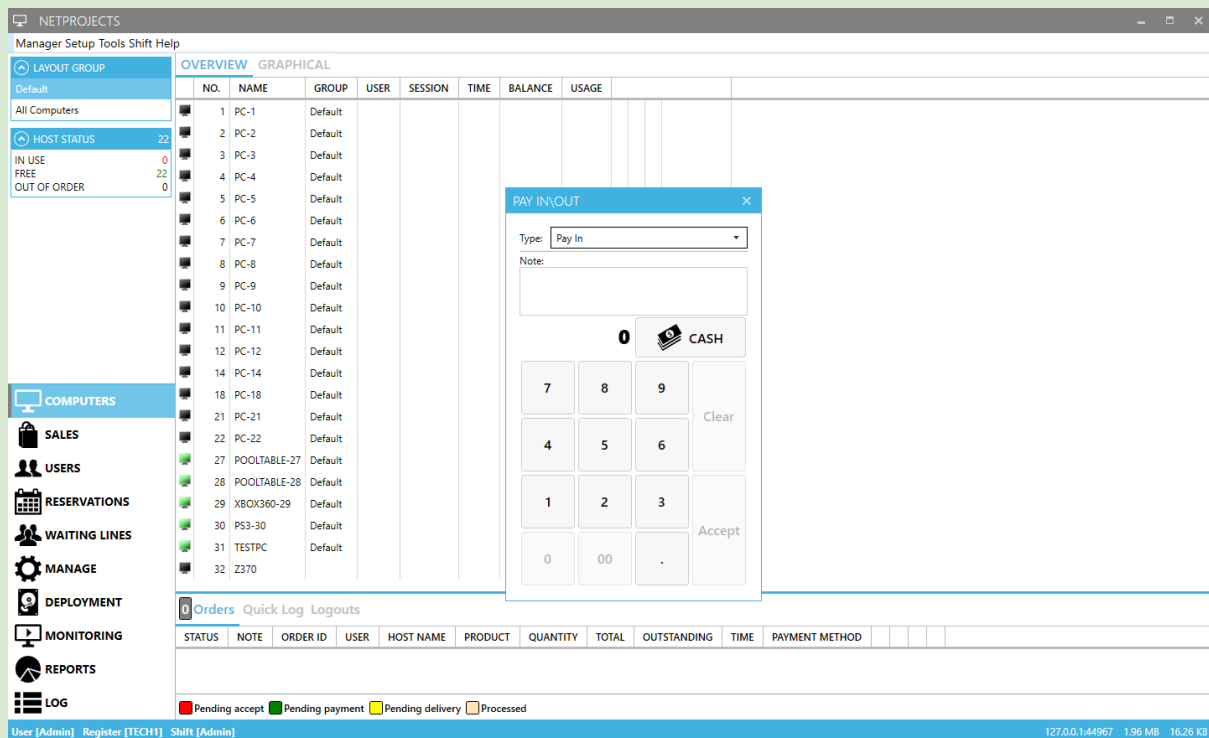 NETPROJECTS
Manager Setup Tools Shift Help
LAYOUT GROUP
Default
All Computers
HOST STATUS 22
IN USE 0
FREE 22
OUT OF ORDER 0
COMPUTERS
SALES
USERS
RESERVATIONS
WAITING LINES
MANAGE
DEPLOYMENT
MONITORING
REPORTS
LOG
OVERVIEW GRAPHICAL
NO. NAME GROUP USER SESSION TIME BALANCE USAGE
1 PC-1 Default
2 PC-2 Default
3 PC-3 Default
4 PC-4 Default
5 PC-5 Default
6 PC-6 Default
7 PC-7 Default
8 PC-8 Default
9 PC-9 Default
10 PC-10 Default
11 PC-11 Default
12 PC-12 Default
14 PC-14 Default
18 PC-18 Default
21 PC-21 Default
22 PC-22 Default
27 POOLTABLE-27 Default
28 POOLTABLE-28 Default
29 XBOX360-29 Default
30 PS3-30 Default
31 TESTPC Default
32 Z370
PAY IN\OUT
Type: Pay In
Note:
0 CASH
7 8 9
Clear
4 5 6
1 2 3
Accept
0 00 .
0 Orders Quick Log Logouts
STATUS NOTE ORDER ID USER HOST NAME PRODUCT QUANTITY TOTAL OUTSTANDING TIME PAYMENT METHOD
Pending accept Pending payment Pending delivery Processed
User [Admin] Register [TECH1] Shift [Admin] 127.0.0.1:44967 1.96 MB 16.26 KB